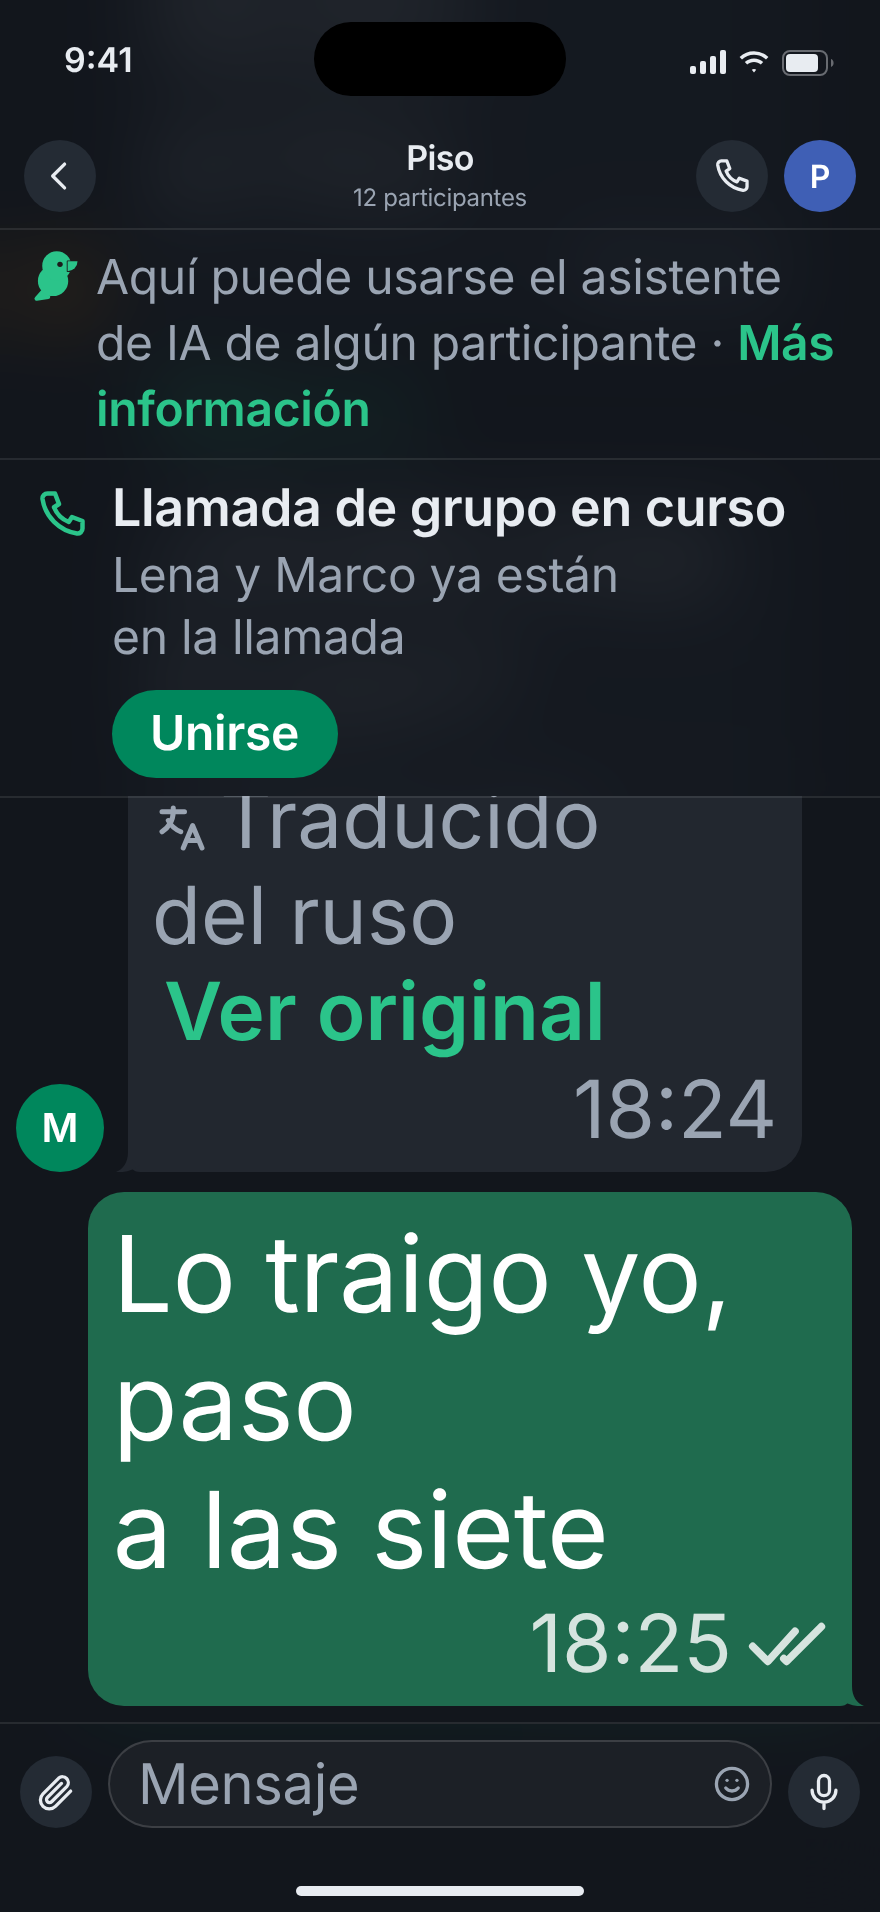 9:41
Piso
12 participantes
P
Aquí puede usarse el asistente
de IA de algún participante · Más
información
Llamada de grupo en curso
Lena y Marco ya están
en la llamada
Unirse
Traducido
del ruso
Ver original
18:24
M
Lo traigo yo,
paso
a las siete
18:25
Mensaje